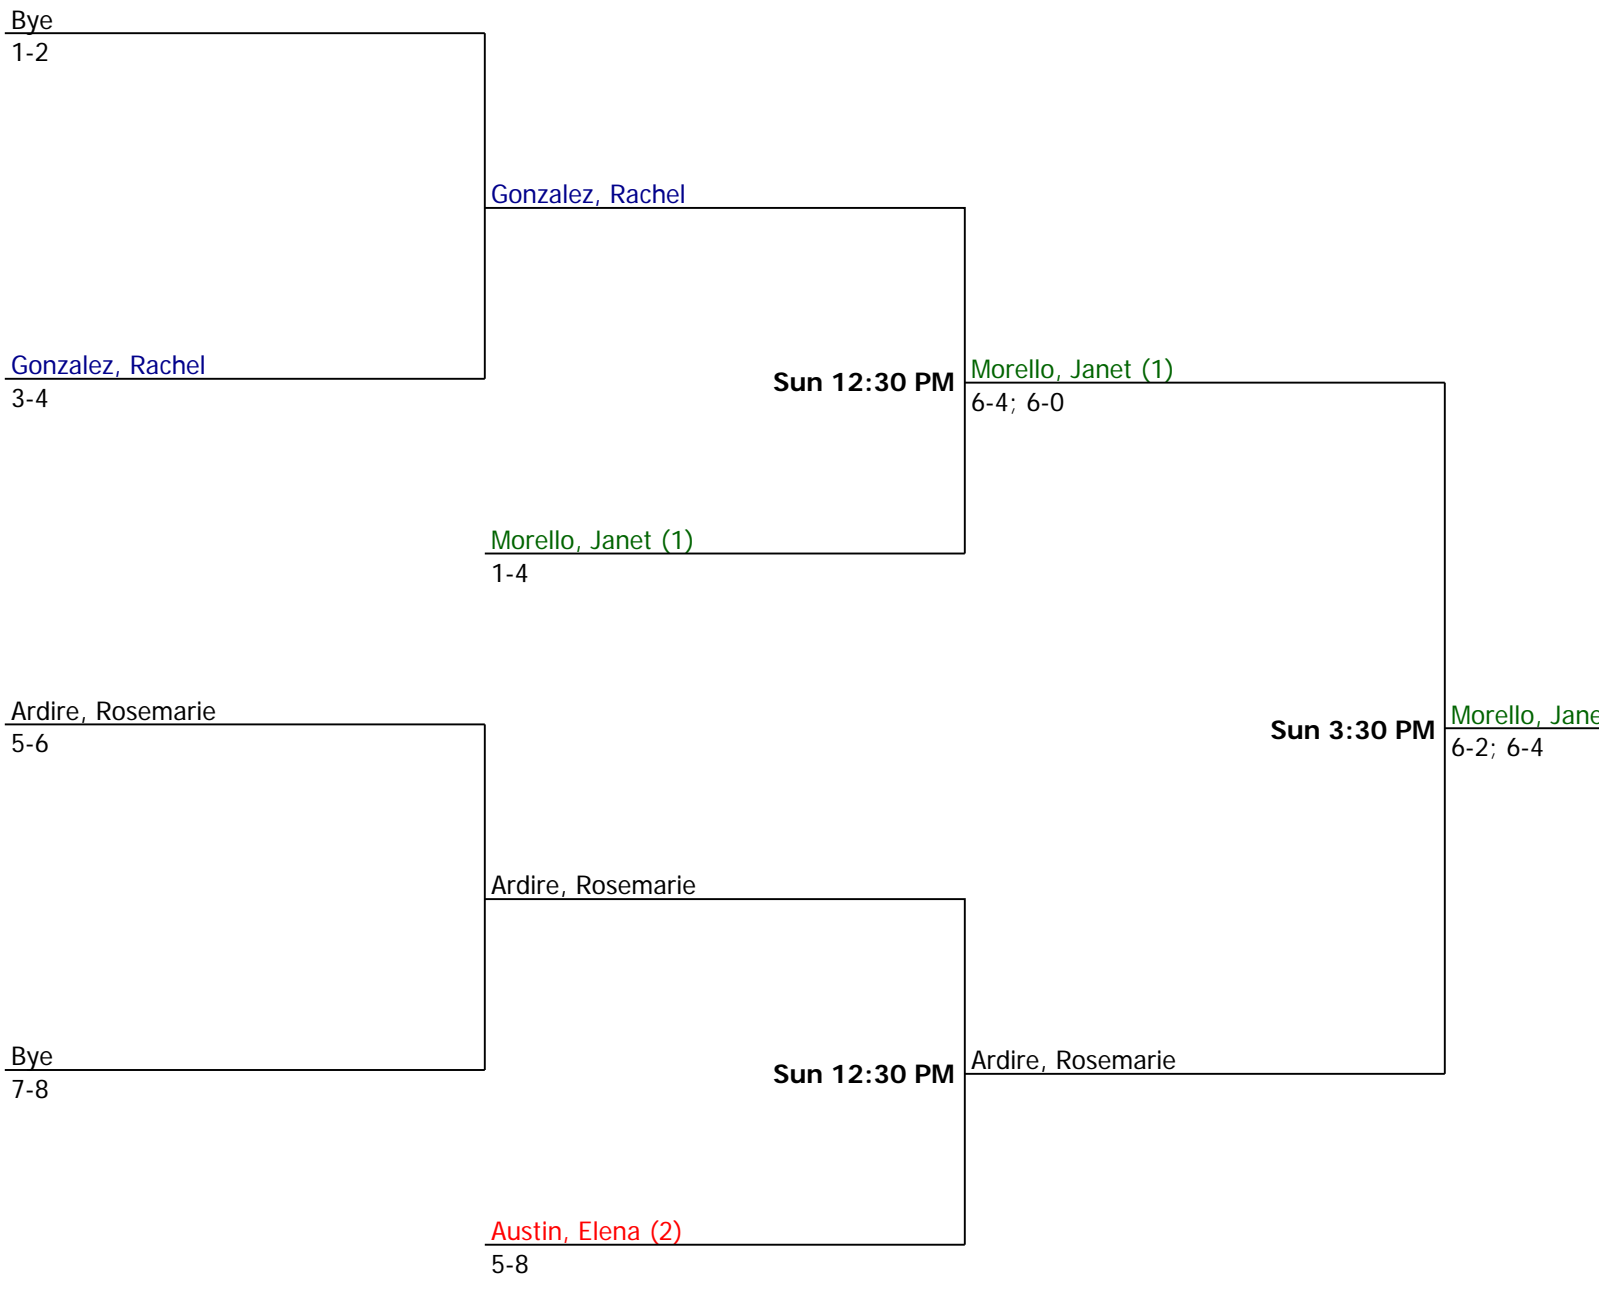 Bye
1-2
Gonzalez, Rachel
Gonzalez, Rachel
3-4
Sun 12:30 PM
Morello, Janet (1)
6-4; 6-0
Morello, Janet (1)
1-4
Ardire, Rosemarie
5-6
Sun 3:30 PM
Morello, Jane
6-2; 6-4
Ardire, Rosemarie
Bye
7-8
Sun 12:30 PM
Ardire, Rosemarie
Austin, Elena (2)
5-8